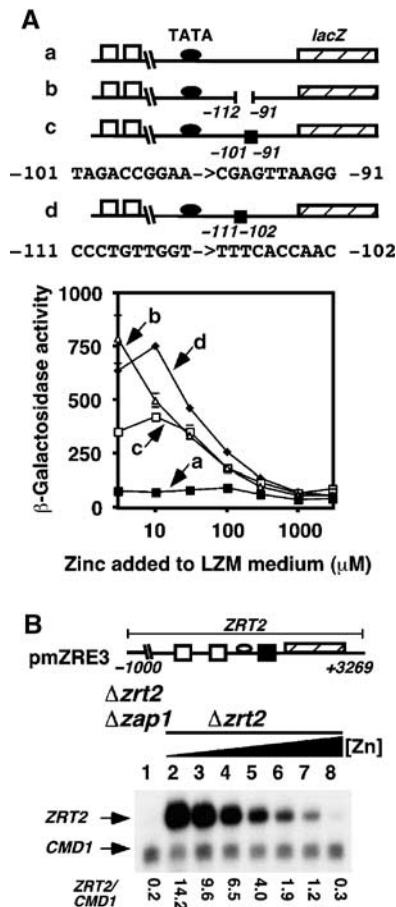 A
TATA lacZ
a
b
-112 -91
c
-101 -91
-101 TAGACCGGAA->CGAGTTAAGG -91
d
-111-102
-111 CCCTGTTGGT->TTTCACCAAC -102
β-Galactosidase activity
1000
750
500
250
0
b
d
c
a
10 100 1000
Zinc added to LZM medium (μM)
B
ZRT2
pmZRE3
-1000 +3269
Δzrt2
Δzap1 Δzrt2
[Zn]
1 2 3 4 5 6 7 8
ZRT2
CMD1
ZRT2/
CMD1
0.2 14.2 9.6 6.5 4.0 1.9 1.2 0.3